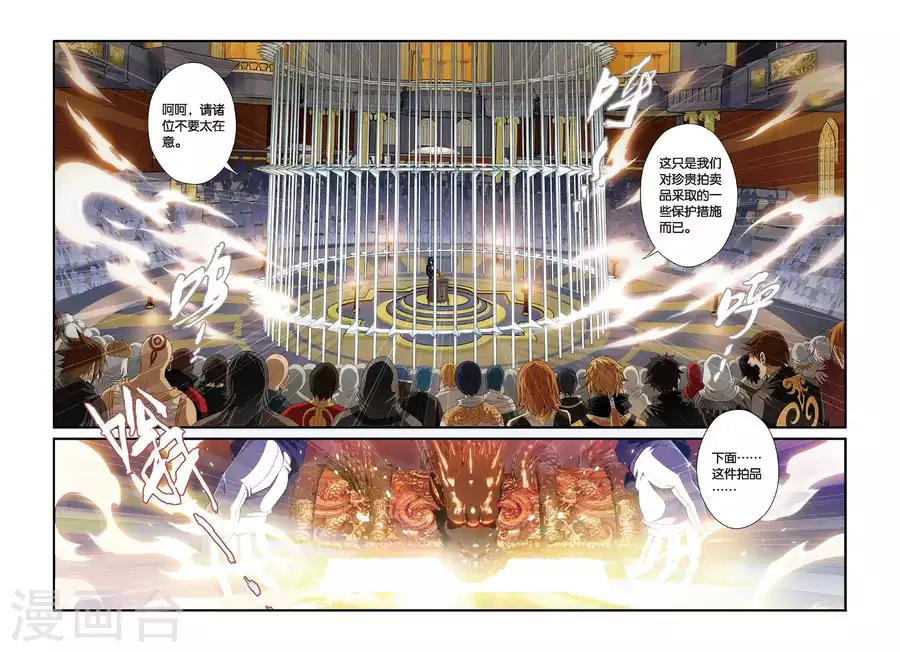 呵呵，请诸
位不要太在
意。
呼
这只是我们
对珍贵拍卖
品采取的一
些保护措施
而已。
呼
下面……
这件拍品
……
漫画台